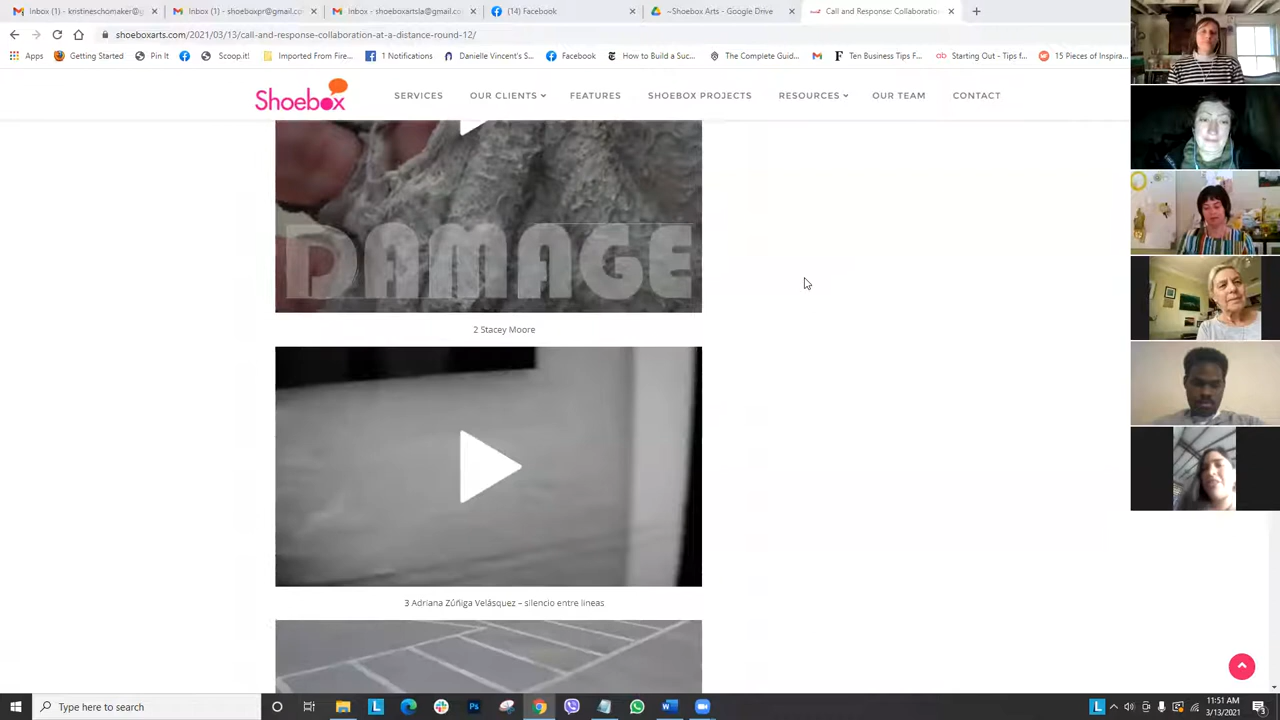 Inbox (1) - kristineschomaker@
Inbox (1) - shoeboxpr@gmail.co
Inbox - shoeboxartsla@gmail.co
(14) Facebook
~Shoebox Arts - Google Drive
Call and Response: Collaboratio
shoeboxarts.com/2021/03/13/call-and-response-collaboration-at-a-distance-round-12/
Apps
Getting Started
Pin It
Scoop.it!
Imported From Fire...
1 Notification
Danielle Vincent's S...
Facebook
How to Build a Suc...
The Complete Guide...
Ten Business Tips F...
Starting Out - Tips f...
15 Pieces of Inspira...
Shoebox
SERVICES
OUR CLIENTS
FEATURES
SHOEBOX PROJECTS
RESOURCES
OUR TEAM
CONTACT
DAMAGE
2 Stacey Moore
3 Adriana Zúñiga Velásquez – silencio entre lineas
Type here to search
11:51 AM
3/13/2021